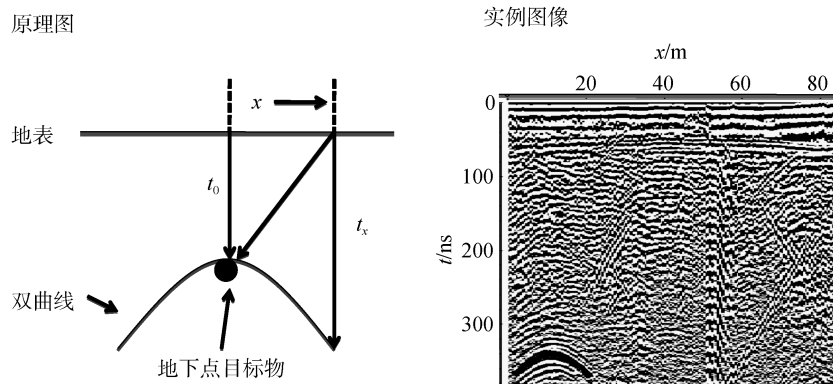 原理图
x
地表
t0
tx
双曲线
地下点目标物
实例图像
x/m
20 40 60 80
0
100
200
300
t/ns